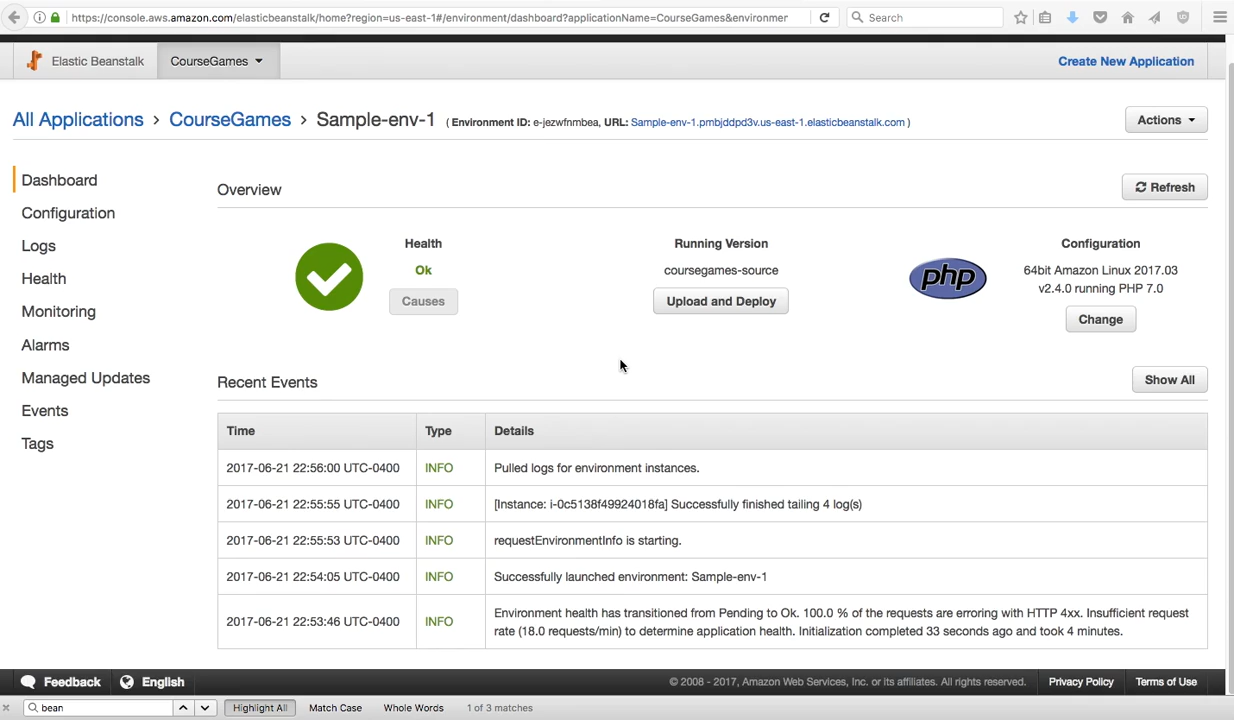 https://console.aws.amazon.com/elasticbeanstalk/home?region=us-east-1#/environment/dashboard?applicationName=CourseGames&environmer
Search
Elastic Beanstalk
CourseGames
Create New Application
All Applications > CourseGames > Sample-env-1 ( Environment ID: e-jezwfnmbea, URL: Sample-env-1.pmbjddpd3v.us-east-1.elasticbeanstalk.com )
Actions
Dashboard
Configuration
Logs
Health
Monitoring
Alarms
Managed Updates
Events
Tags
Overview
Refresh
Health
Ok
Causes
Running Version
coursegames-source
Upload and Deploy
php
Configuration
64bit Amazon Linux 2017.03
v2.4.0 running PHP 7.0
Change
Recent Events
Show All
Time Type Details
2017-06-21 22:56:00 UTC-0400 INFO Pulled logs for environment instances.
2017-06-21 22:55:55 UTC-0400 INFO [Instance: i-0c5138f49924018fa] Successfully finished tailing 4 log(s)
2017-06-21 22:55:53 UTC-0400 INFO requestEnvironmentInfo is starting.
2017-06-21 22:54:05 UTC-0400 INFO Successfully launched environment: Sample-env-1
2017-06-21 22:53:46 UTC-0400 INFO Environment health has transitioned from Pending to Ok. 100.0 % of the requests are erroring with HTTP 4xx. Insufficient request
rate (18.0 requests/min) to determine application health. Initialization completed 33 seconds ago and took 4 minutes.
Feedback
English
© 2008 - 2017, Amazon Web Services, Inc. or its affiliates. All rights reserved.
Privacy Policy
Terms of Use
bean
Highlight All
Match Case
Whole Words
1 of 3 matches